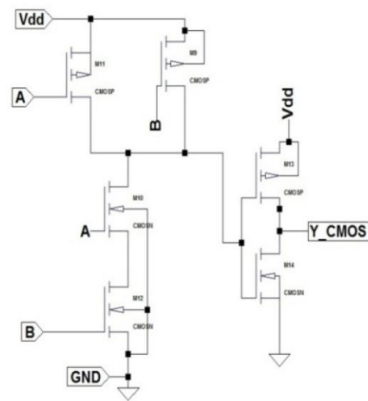 Vdd
M11
M9
A
CMOSP
CMOSP
B
Vdd
M13
CMOSP
M10
A
CMOSN
Y_CMOS
M14
M12
CMOSN
B
CMOSN
GND